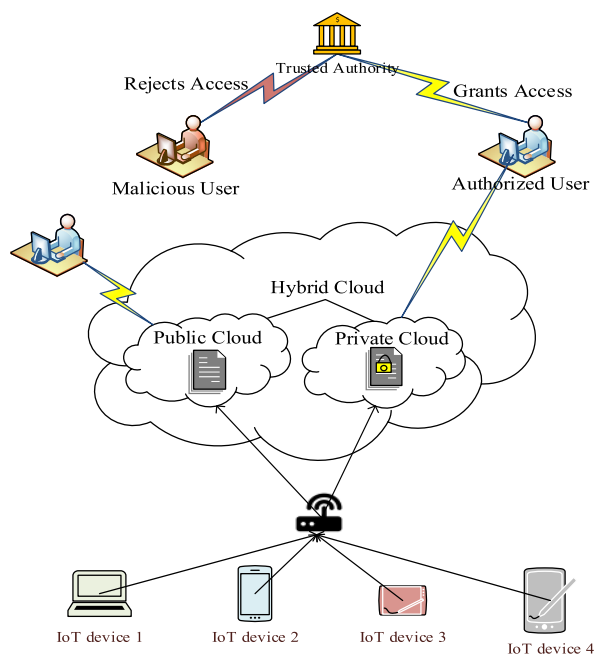 Trusted Authority
Rejects Access
Grants Access
Malicious User
Authorized User
Hybrid Cloud
Public Cloud
Private Cloud
IoT device 1
IoT device 2
IoT device 3
IoT device 4